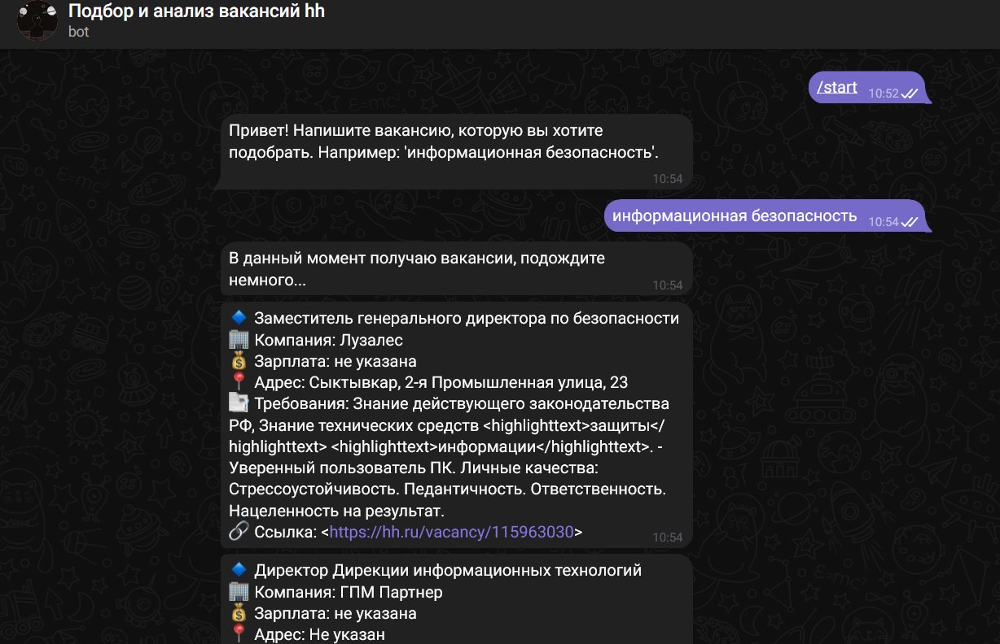 Подбор и анализ вакансий hh
bot
/start 10:52
Привет! Напишите вакансию, которую вы хотите
подобрать. Например: 'информационная безопасность'.
10:54
информационная безопасность 10:54
В данный момент получаю вакансии, подождите
немного...
10:54
Заместитель генерального директора по безопасности
Компания: Лузалес
Зарплата: не указана
Адрес: Сыктывкар, 2-я Промышленная улица, 23
Требования: Знание действующего законодательства
РФ, Знание технических средств <highlighttext>защиты</
highlighttext> <highlighttext>информации</highlighttext>. -
Уверенный пользователь ПК. Личные качества:
Стрессоустойчивость. Педантичность. Ответственность.
Нацеленность на результат.
Ссылка: <https://hh.ru/vacancy/115963030>
10:54
Директор Дирекции информационных технологий
Компания: ГПМ Партнер
Зарплата: не указана
Адрес: Не указан